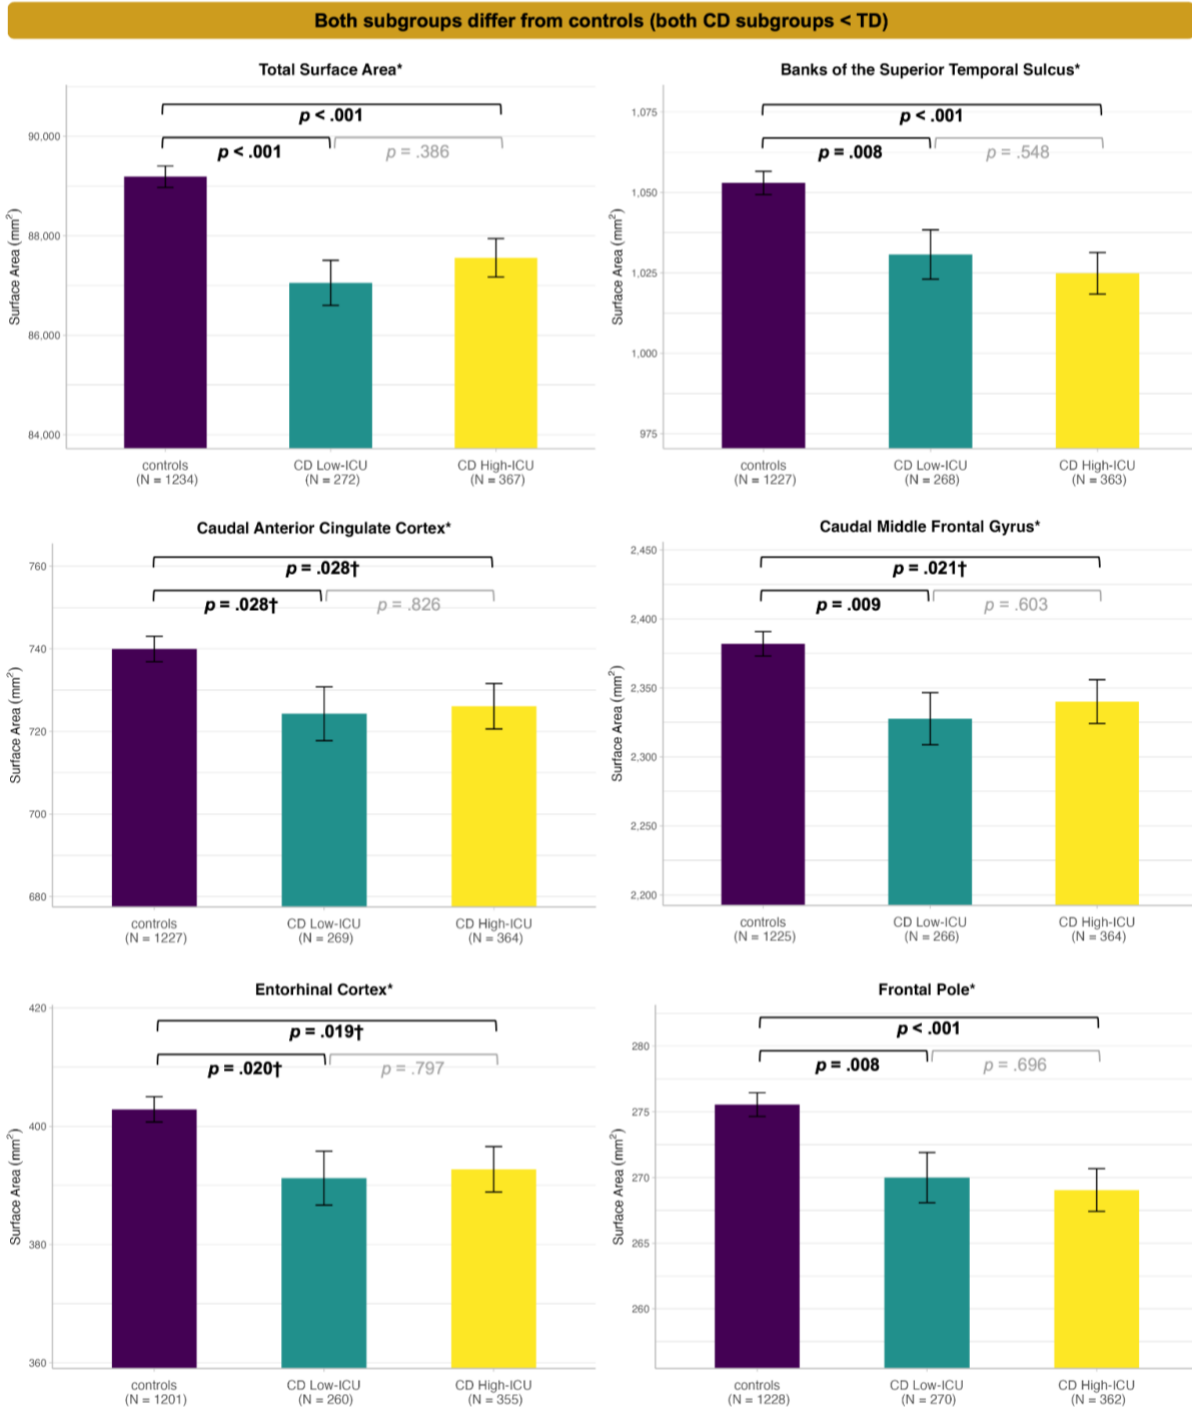 Both subgroups differ from controls (both CD subgroups < TD)
Total Surface Area*
p < .001
p < .001
p = .386
Surface Area (mm²)
90,000
88,000
86,000
84,000
controls
(N = 1234)
CD Low-ICU
(N = 272)
CD High-ICU
(N = 367)
Banks of the Superior Temporal Sulcus*
p < .001
p = .008
p = .548
Surface Area (mm²)
1,075
1,050
1,025
1,000
975
controls
(N = 1227)
CD Low-ICU
(N = 268)
CD High-ICU
(N = 363)
Caudal Anterior Cingulate Cortex*
p = .028†
p = .028†
p = .826
Surface Area (mm²)
760
740
720
700
680
controls
(N = 1227)
CD Low-ICU
(N = 269)
CD High-ICU
(N = 364)
Caudal Middle Frontal Gyrus*
p = .021†
p = .009
p = .603
Surface Area (mm²)
2,450
2,400
2,350
2,300
2,250
2,200
controls
(N = 1225)
CD Low-ICU
(N = 266)
CD High-ICU
(N = 364)
Entorhinal Cortex*
p = .019†
p = .020†
p = .797
Surface Area (mm²)
420
400
380
360
controls
(N = 1201)
CD Low-ICU
(N = 260)
CD High-ICU
(N = 355)
Frontal Pole*
p < .001
p = .008
p = .696
Surface Area (mm²)
280
275
270
265
260
controls
(N = 1228)
CD Low-ICU
(N = 270)
CD High-ICU
(N = 362)